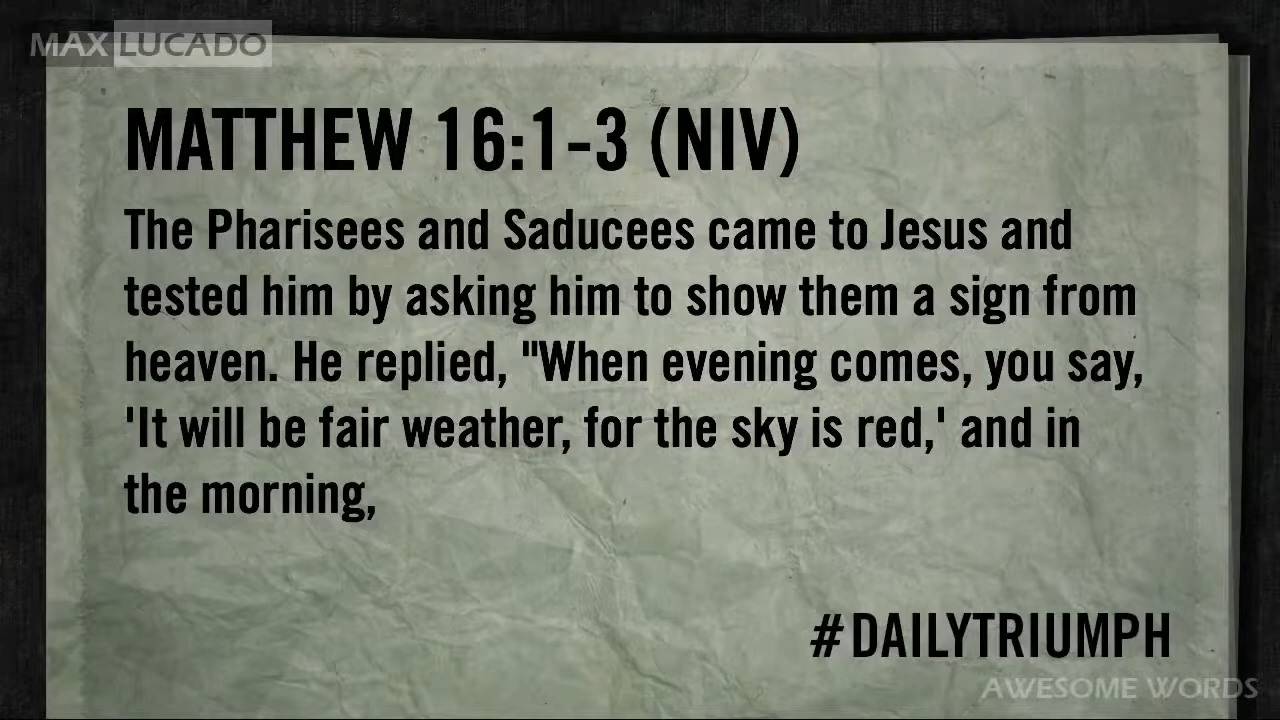 MAX LUCADO
MATTHEW 16:1-3 (NIV)
The Pharisees and Saducees came to Jesus and
tested him by asking him to show them a sign from
heaven. He replied, "When evening comes, you say,
'It will be fair weather, for the sky is red,' and in
the morning,
#DAILYTRIUMPH
AWESOME WORDS